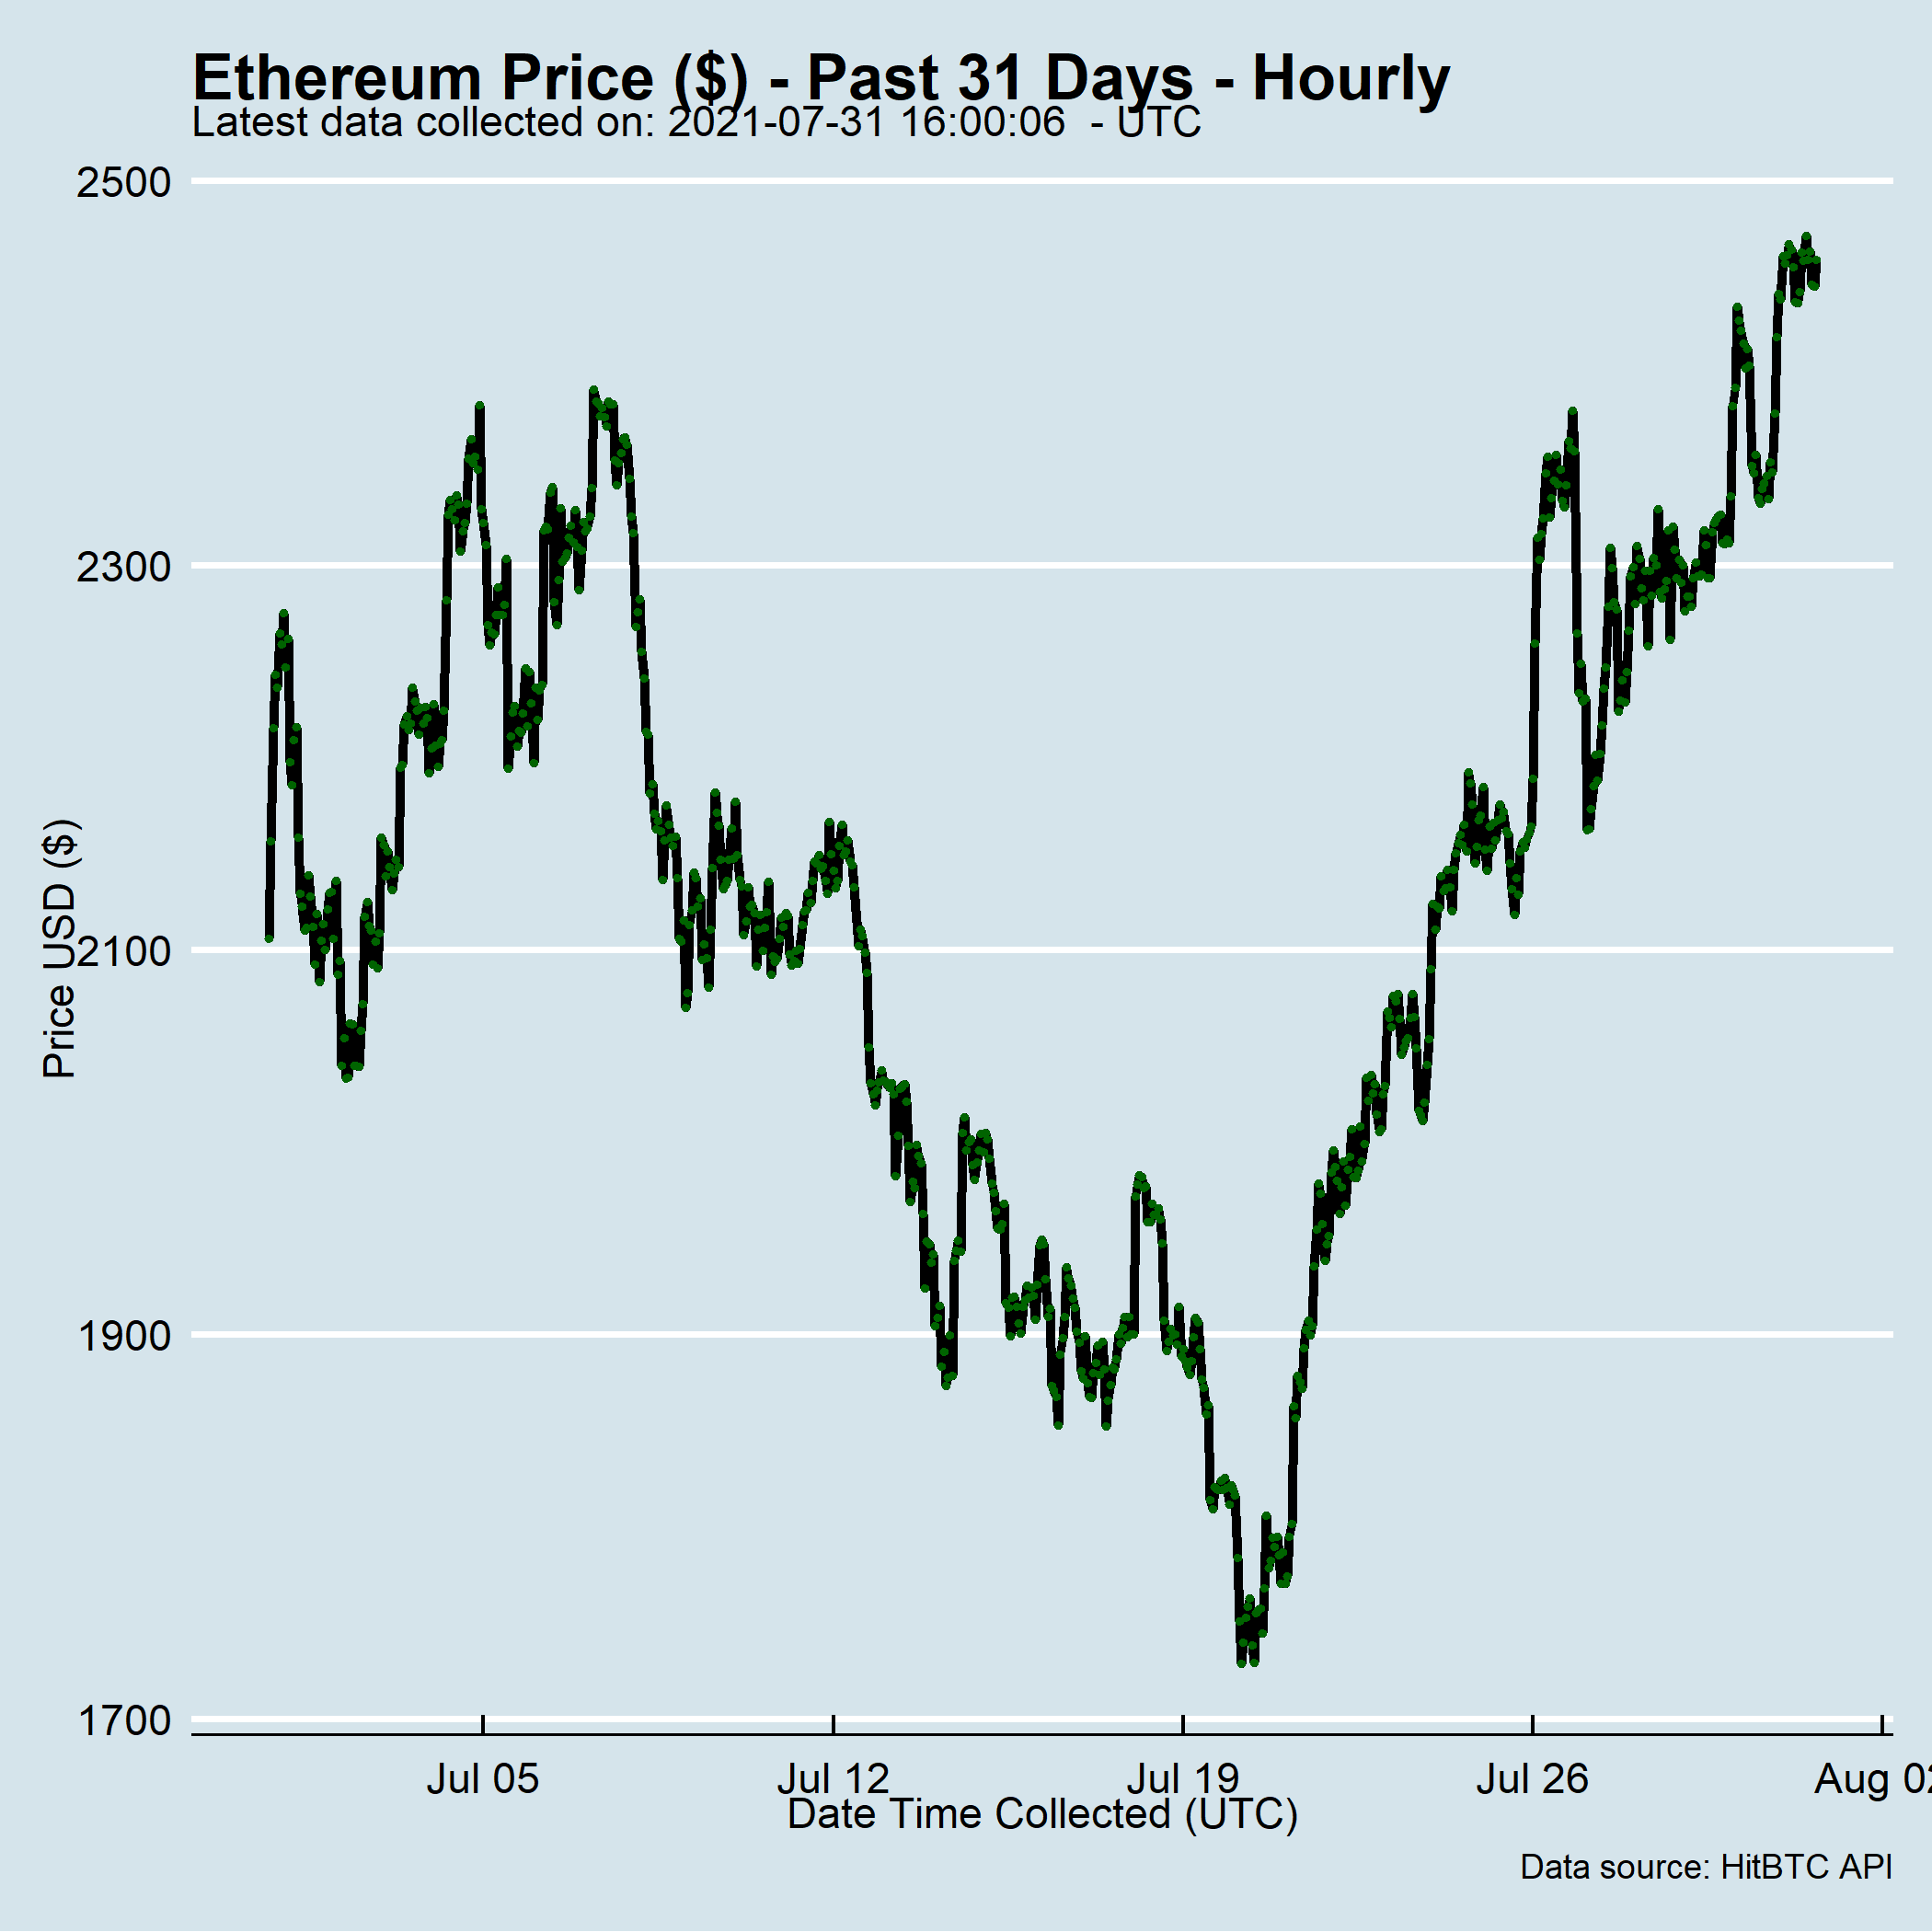 Ethereum Price ($) - Past 31 Days - Hourly
Latest data collected on: 2021-07-31 16:00:06  - UTC
2500
2300
2100
1900
1700
Price USD ($)
Jul 05
Jul 12
Jul 19
Jul 26
Aug 02
Date Time Collected (UTC)
Data source: HitBTC API